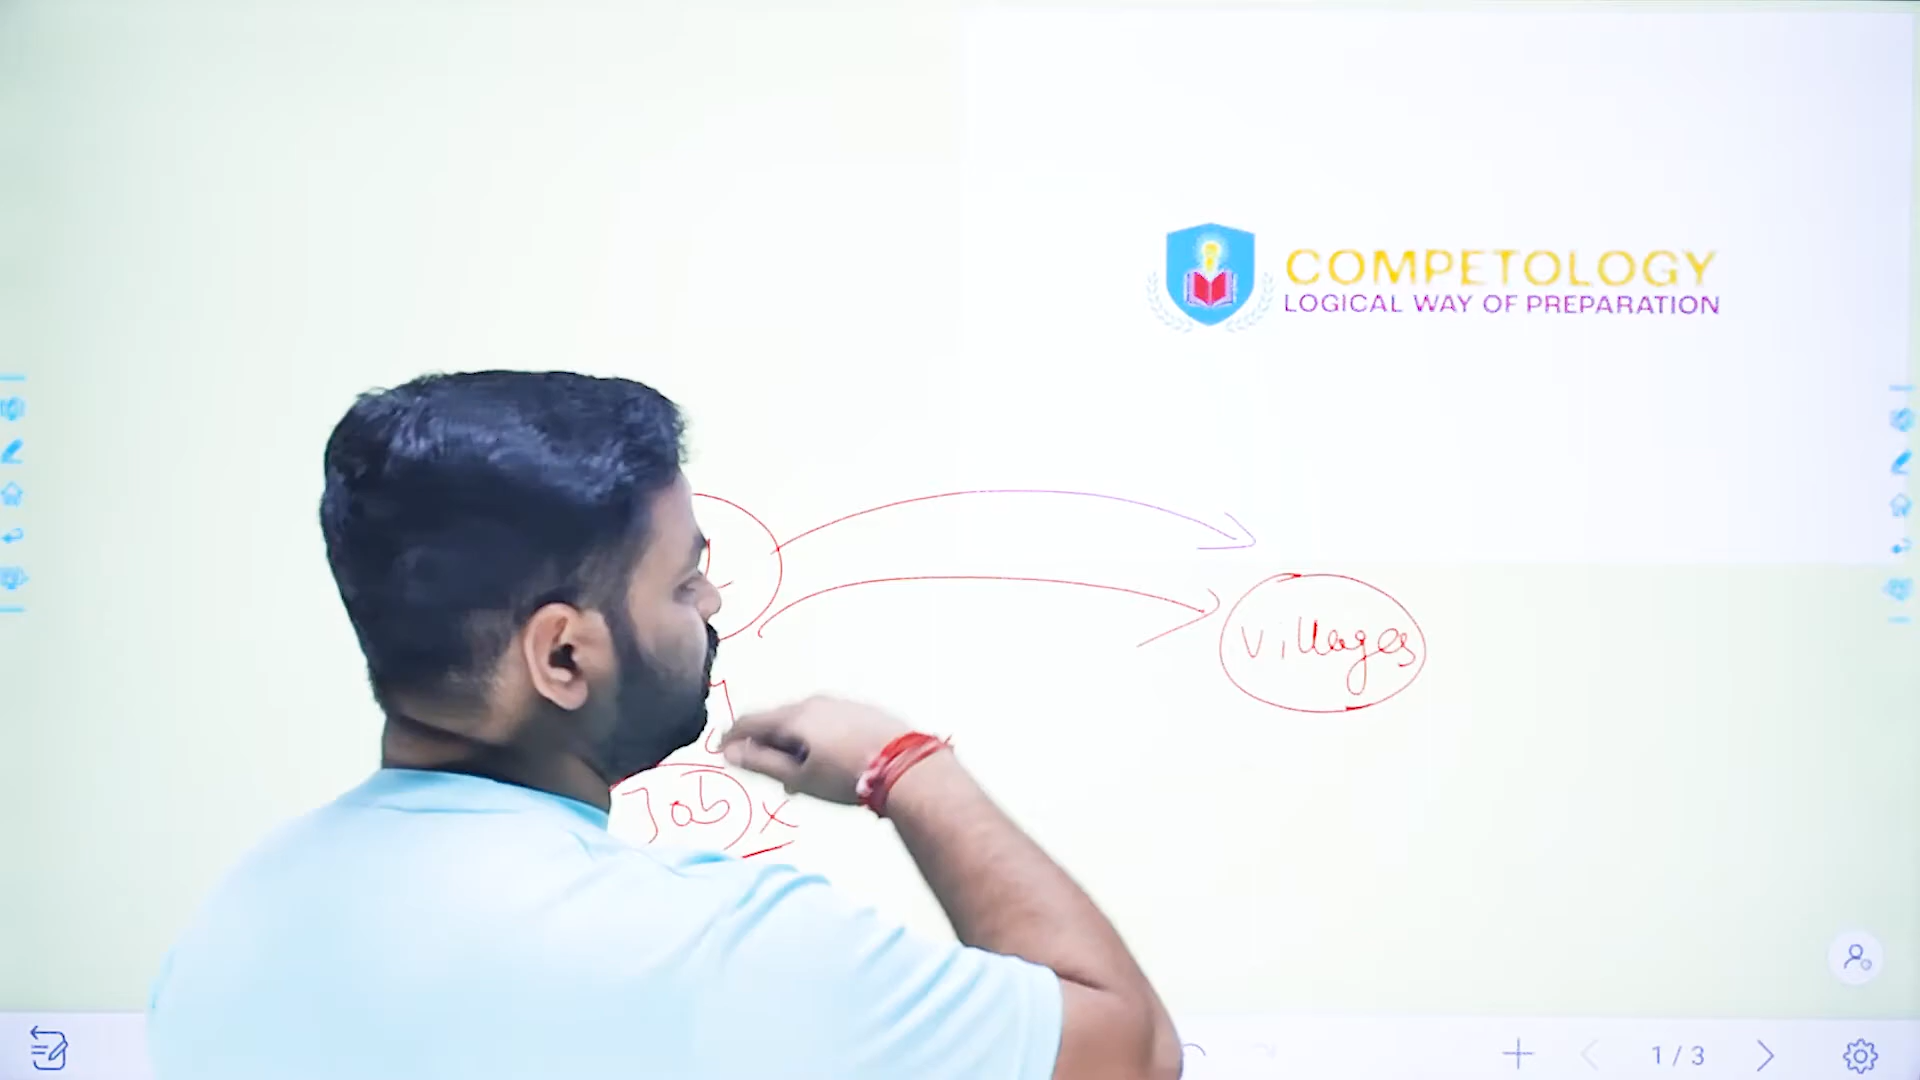 COMPETOLOGY
LOGICAL WAY OF PREPARATION
Villages
Job x
1/3